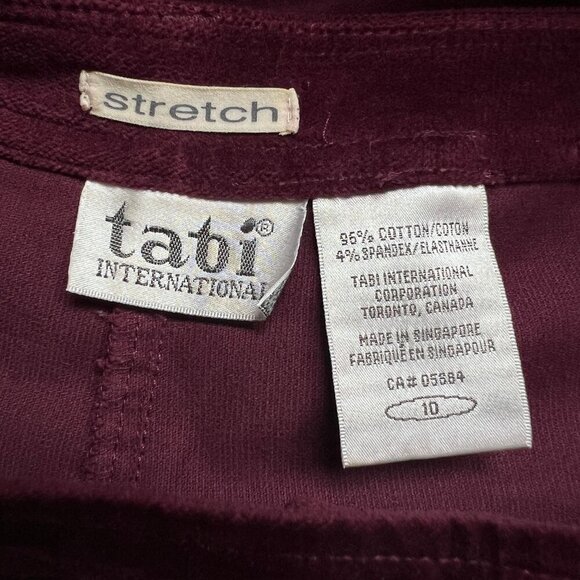 stretch
tabi®
INTERNATIONAL
96% COTTON/COTON
4% SPANDEX/ELASTHANNE
TABI INTERNATIONAL
CORPORATION
TORONTO, CANADA
MADE IN SINGAPORE
FABRIQUÉ EN SINGAPOUR
CA# 05684
10